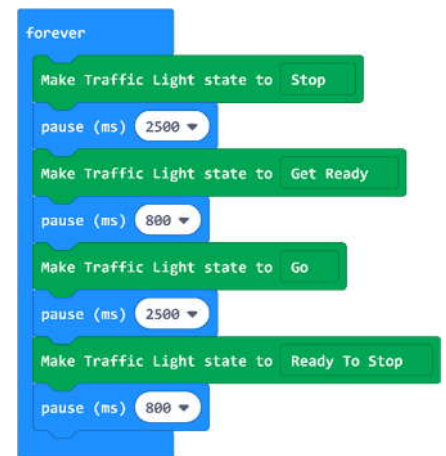 forever
Make Traffic Light state to Stop
pause (ms) 2500
Make Traffic Light state to Get Ready
pause (ms) 800
Make Traffic Light state to Go
pause (ms) 2500
Make Traffic Light state to Ready To Stop
pause (ms) 800